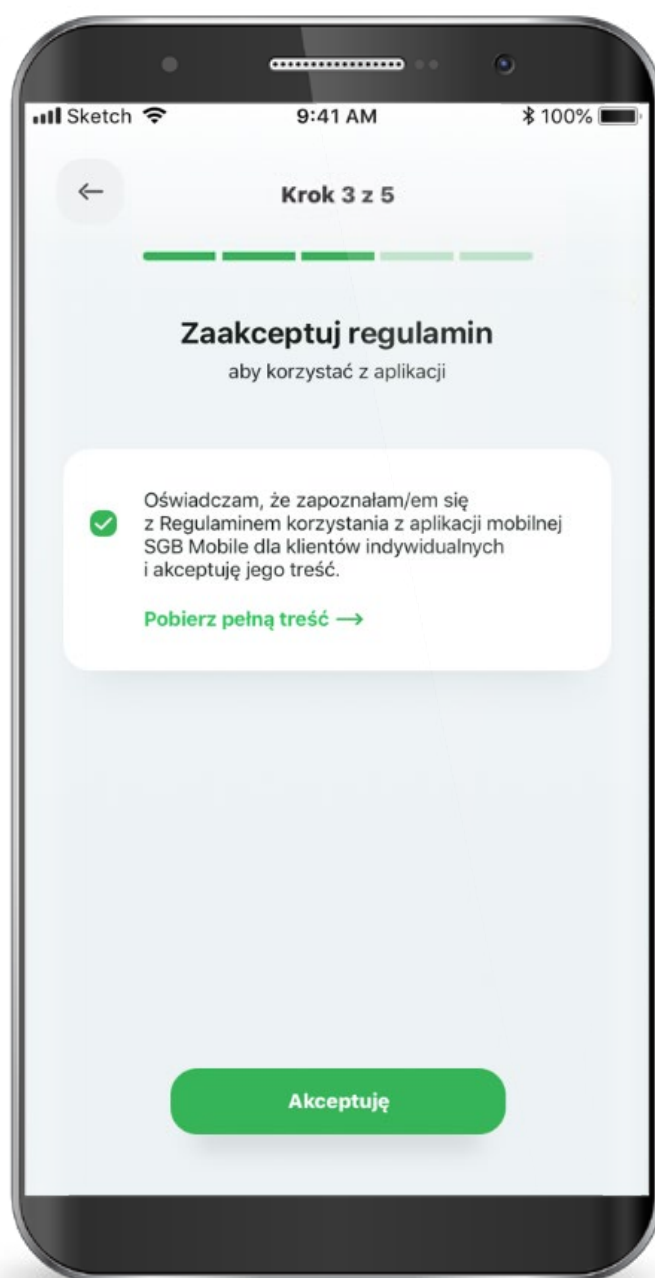 Sketch 9:41 AM 100%
Krok 3 z 5
Zaakceptuj regulamin
aby korzystać z aplikacji
Oświadczam, że zapoznałam/em się
z Regulaminem korzystania z aplikacji mobilnej
SGB Mobile dla klientów indywidualnych
i akceptuję jego treść.
Pobierz pełną treść →
Akceptuję